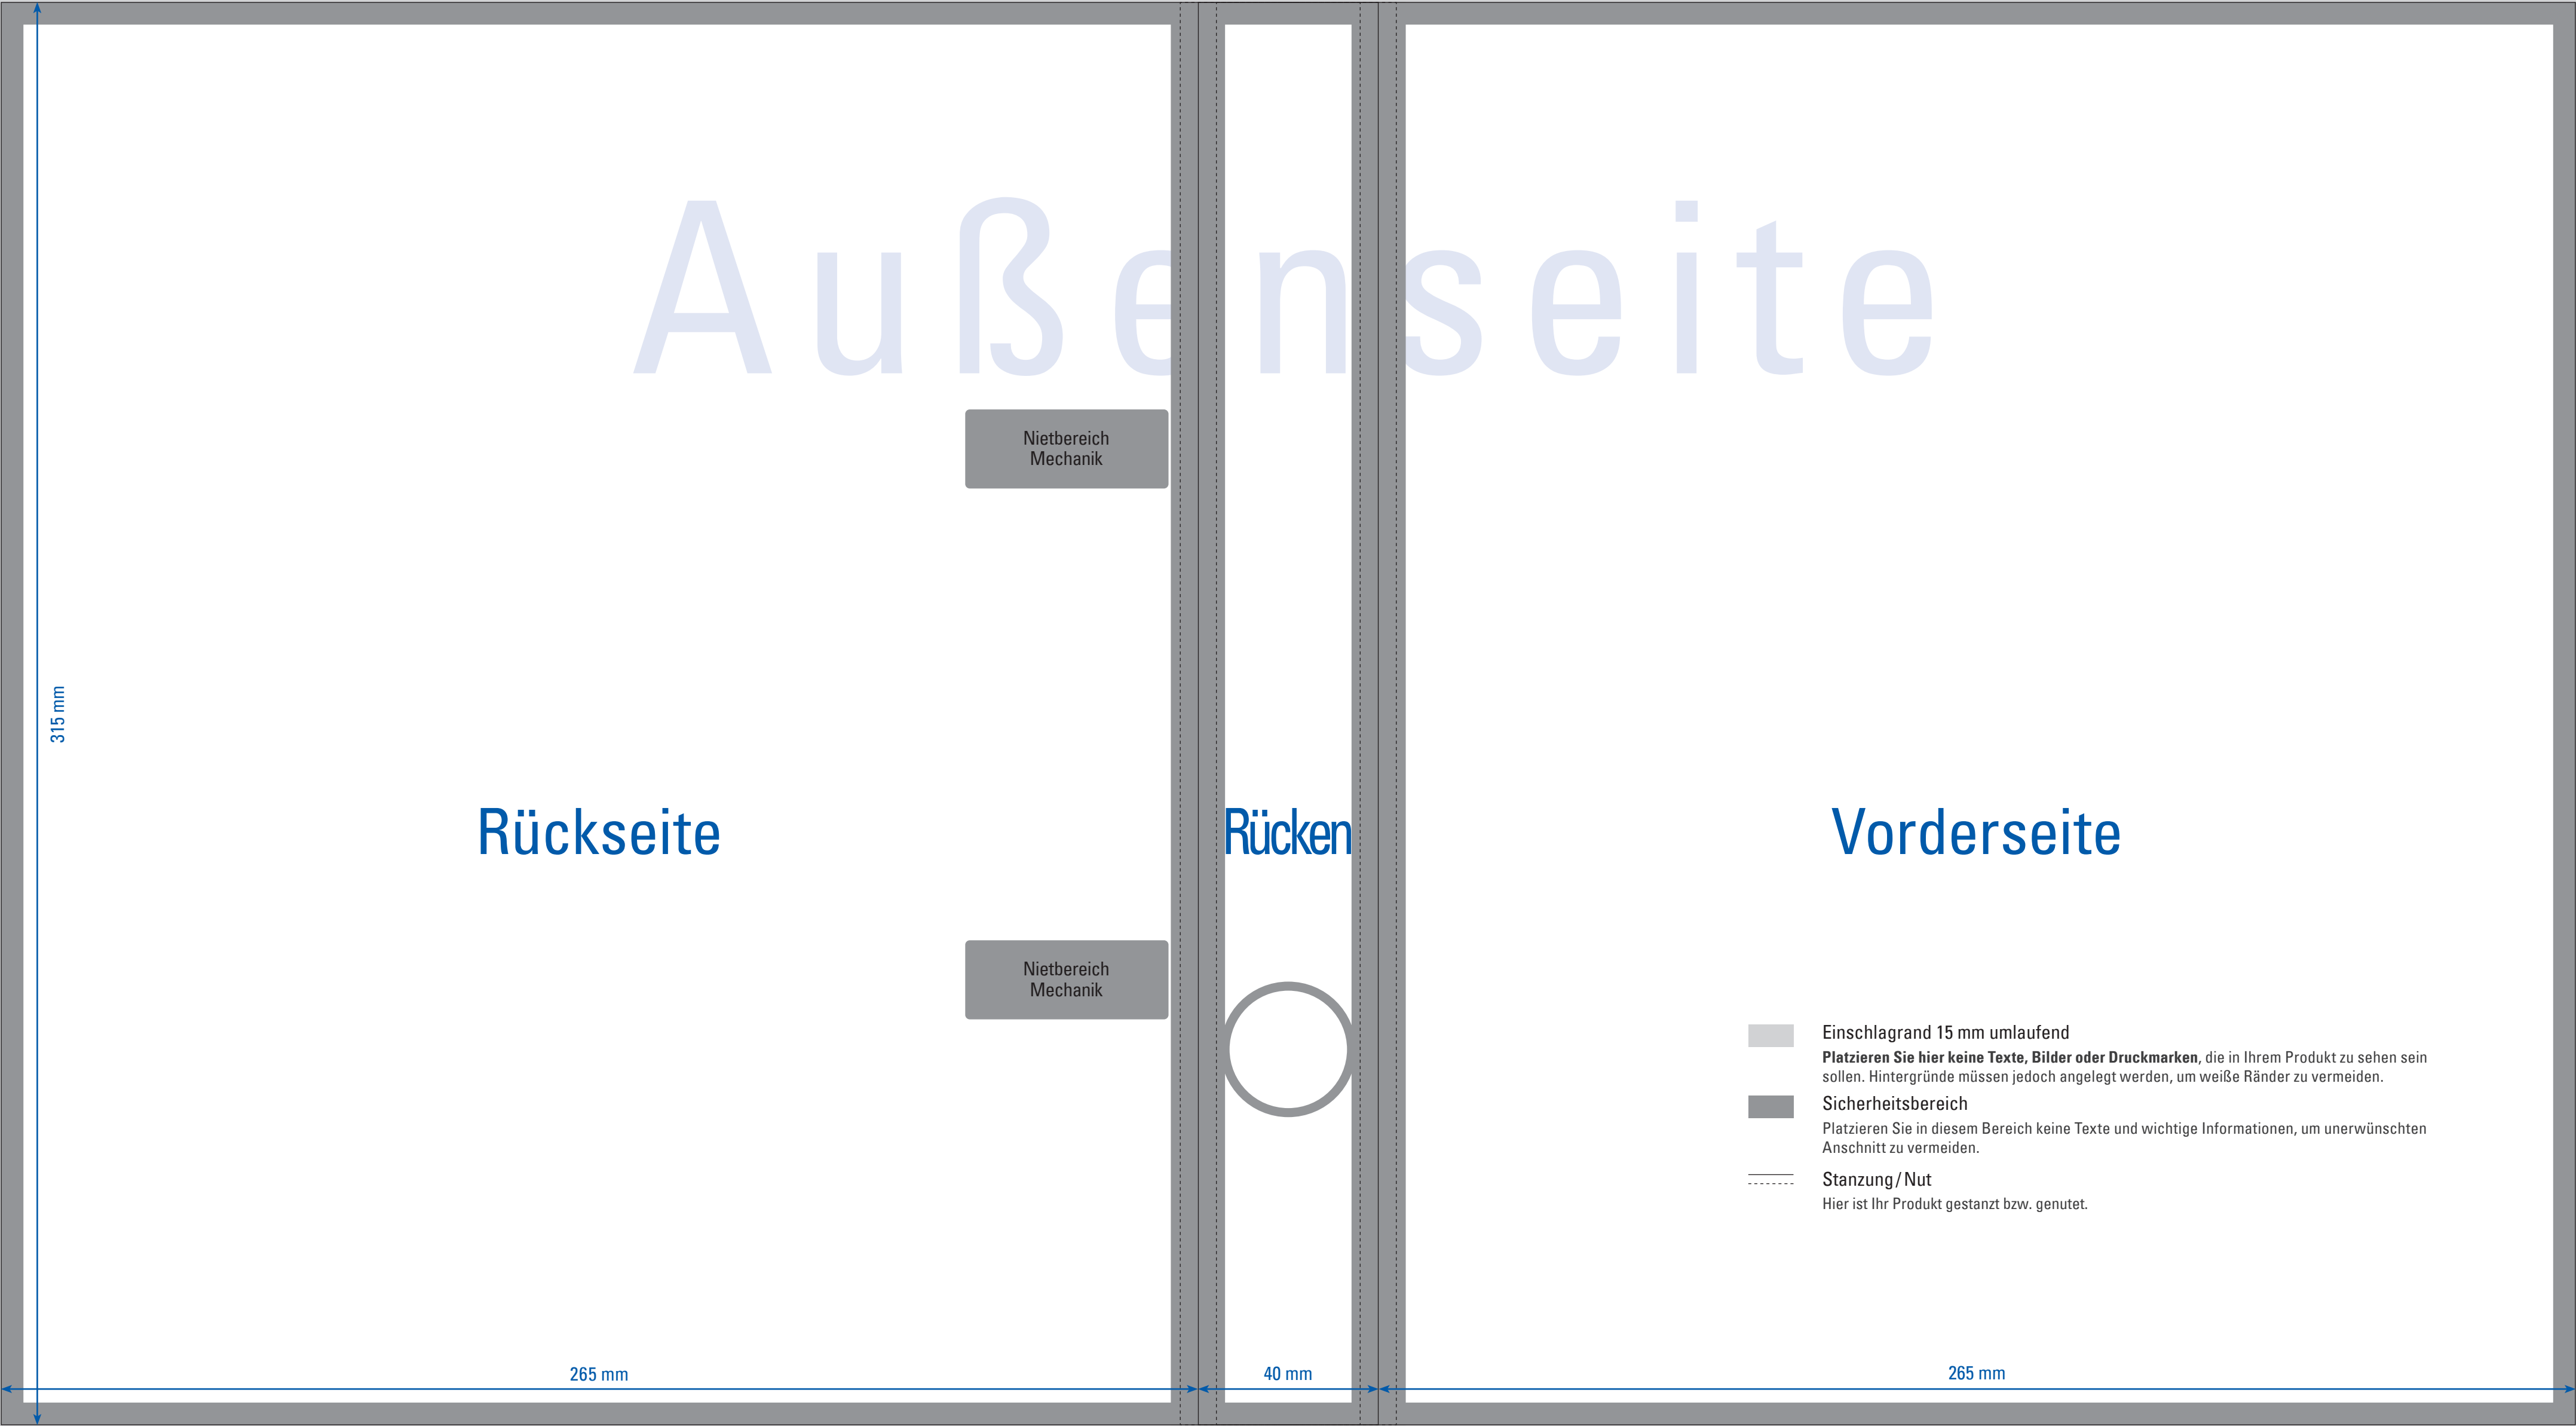 Außenseite
Nietbereich
Mechanik
315 mm
Rückseite
Rücken
Vorderseite
Nietbereich
Mechanik
Einschlagrand 15 mm umlaufend
Platzieren Sie hier keine Texte, Bilder oder Druckmarken, die in Ihrem Produkt zu sehen sein
sollen. Hintergründe müssen jedoch angelegt werden, um weiße Ränder zu vermeiden.
Sicherheitsbereich
Platzieren Sie in diesem Bereich keine Texte und wichtige Informationen, um unerwünschten
Anschnitt zu vermeiden.
Stanzung/Nut
Hier ist Ihr Produkt gestanzt bzw. genutet.
265 mm
40 mm
265 mm